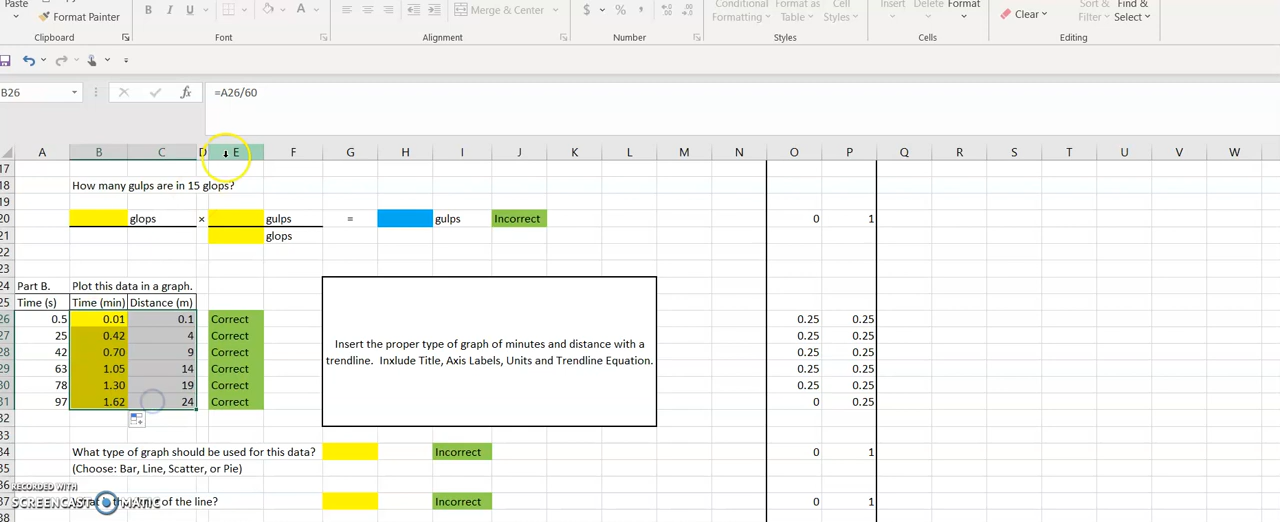 Paste Format Painter B I U A Merge & Center $ % Conditional Formatting Format as Table Cell Styles Insert Delete Format Clear Sort & Filter Find & Select
Clipboard Font Alignment Number Styles Cells Editing
B26 fx =A26/60
A B C D E F G H I J K L M N O P Q R S T U V W
17
18 How many gulps are in 15 glops?
19
20 glops × gulps = gulps Incorrect 0 1
21 glops
22
23
24 Part B. Plot this data in a graph.
25 Time (s) Time (min) Distance (m)
26 0.5 0.01 0.1 Correct 0.25 0.25
27 25 0.42 4 Correct 0.25 0.25
28 42 0.70 9 Correct 0.25 0.25
29 63 1.05 14 Correct 0.25 0.25
30 78 1.30 19 Correct 0.25 0.25
31 97 1.62 24 Correct 0 0.25
Insert the proper type of graph of minutes and distance with a
trendline. Inxlude Title, Axis Labels, Units and Trendline Equation.
32
33
34 What type of graph should be used for this data? Incorrect 0 1
35 (Choose: Bar, Line, Scatter, or Pie)
36
RECORDED WITH
SCREENCAST MATIC
37 of the line? Incorrect 0 1